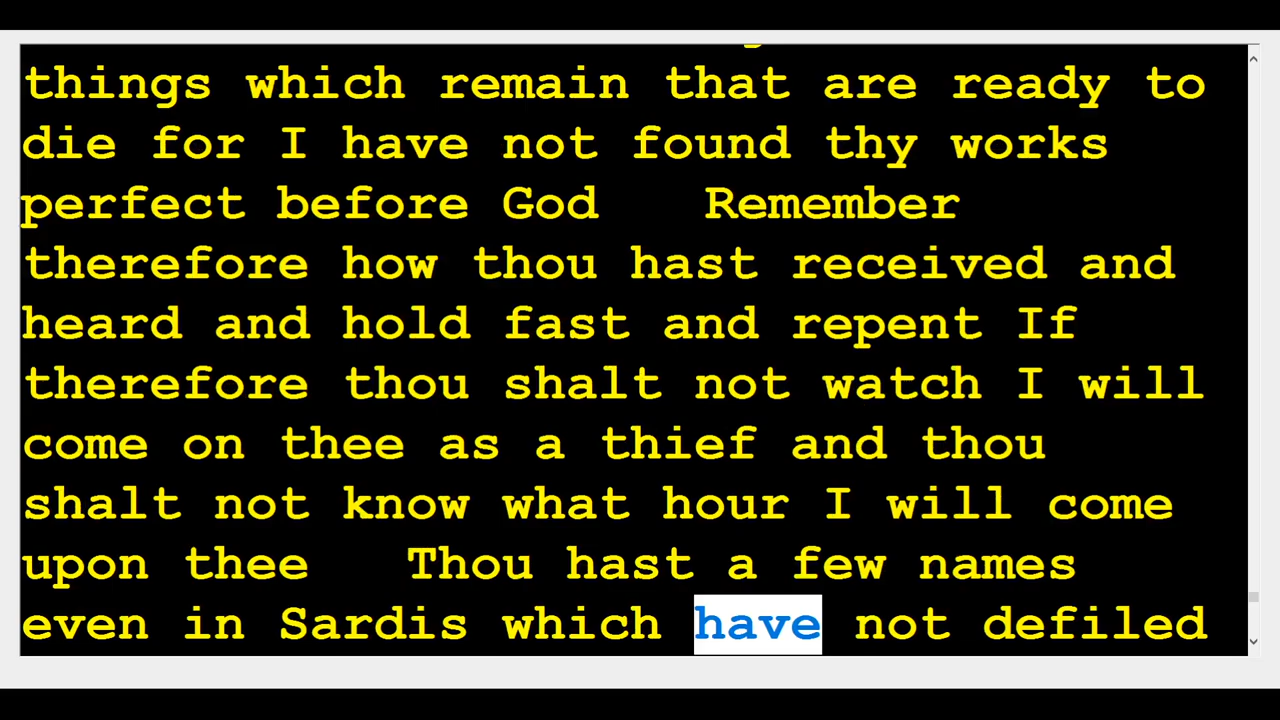 things which remain that are ready to
die for I have not found thy works
perfect before God Remember
therefore how thou hast received and
heard and hold fast and repent If
therefore thou shalt not watch I will
come on thee as a thief and thou
shalt not know what hour I will come
upon thee Thou hast a few names
even in Sardis which have not defiled